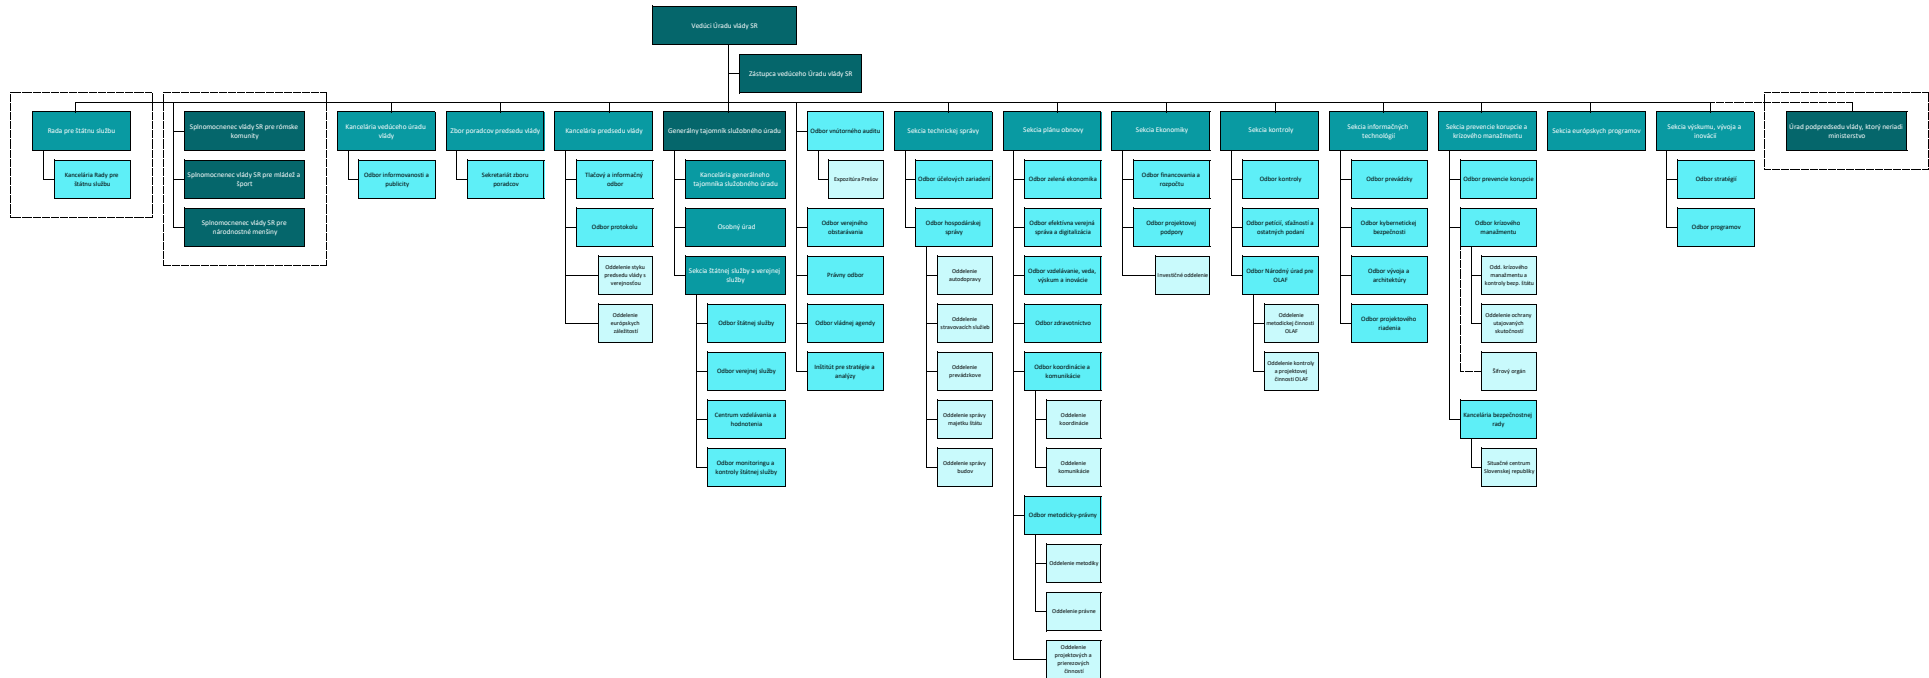 Vedúci Úradu vlády SR
Zástupca vedúceho Úradu vlády SR
Rada pre štátnu službu
Kancelária Rady pre
štátnu službu
Splnomocnenec vlády SR pre rómske
komunity
Splnomocnenec vlády SR pre mládež a
šport
Splnomocnenec vlády SR pre
národnostné menšiny
Kancelária vedúceho úradu
vlády
Odbor informovanosti a
publicity
Zbor poradcov predsedu vlády
Sekretariát zboru
poradcov
Kancelária predsedu vlády
Tlačový a informačný
odbor
Odbor protokolu
Oddelenie styku
predsedu vlády s
verejnosťou
Oddelenie
európskych
záležitostí
Generálny tajomník služobného úradu
Kancelária generálneho
tajomníka služobného úradu
Osobný úrad
Sekcia štátnej služby a verejnej
služby
Odbor štátnej služby
Odbor verejnej služby
Centrum vzdelávania a
hodnotenia
Odbor monitoringu a
kontroly štátnej služby
Odbor vnútorného auditu
Expozitúra Prešov
Odbor verejného
obstarávania
Právny odbor
Odbor vládnej agendy
Inštitút pre stratégie a
analýzy
Sekcia technickej správy
Odbor účelových zariadení
Odbor hospodárskej
správy
Oddelenie
autodopravy
Oddelenie
stravovacích služieb
Oddelenie
prevádzkove
Oddelenie správy
majetku štátu
Oddelenie správy
budov
Sekcia plánu obnovy
Odbor zelená ekonomika
Odbor efektívna verejná
správa a digitalizácia
Odbor vzdelávanie, veda,
výskum a inovácie
Odbor zdravotníctvo
Odbor koordinácie a
komunikácie
Oddelenie
koordinácie
Oddelenie
komunikácie
Odbor metodicky-právny
Oddelenie metodiky
Oddelenie právne
Oddelenie
projektových a
prierezových
činností
Sekcia Ekonomiky
Odbor financovania a
rozpočtu
Odbor projektovej
podpory
Investičné oddelenie
Sekcia kontroly
Odbor kontroly
Odbor petícií, sťažností a
ostatných podaní
Odbor Národný úrad pre
OLAF
Oddelenie
metodickej činnosti
OLAF
Oddelenie kontroly
a projektovej
činnosti OLAF
Sekcia informačných
technológií
Odbor prevádzky
Odbor kybernetickej
bezpečnosti
Odbor vývoja a
architektúry
Odbor projektového
riadenia
Sekcia prevencie korupcie a
krízového manažmentu
Odbor prevencie korupcie
Odbor krízového
manažmentu
Odd. krízového
manažmentu a
kontroly bezp. štátu
Oddelenie ochrany
utajovaných
skutočností
Šifrový orgán
Kancelária bezpečnostnej
rady
Situačné centrum
Slovenskej republiky
Sekcia európskych programov
Sekcia výskumu, vývoja a
inovácií
Odbor stratégií
Odbor programov
Úrad podpredsedu vlády, ktorý neriadi
ministerstvo